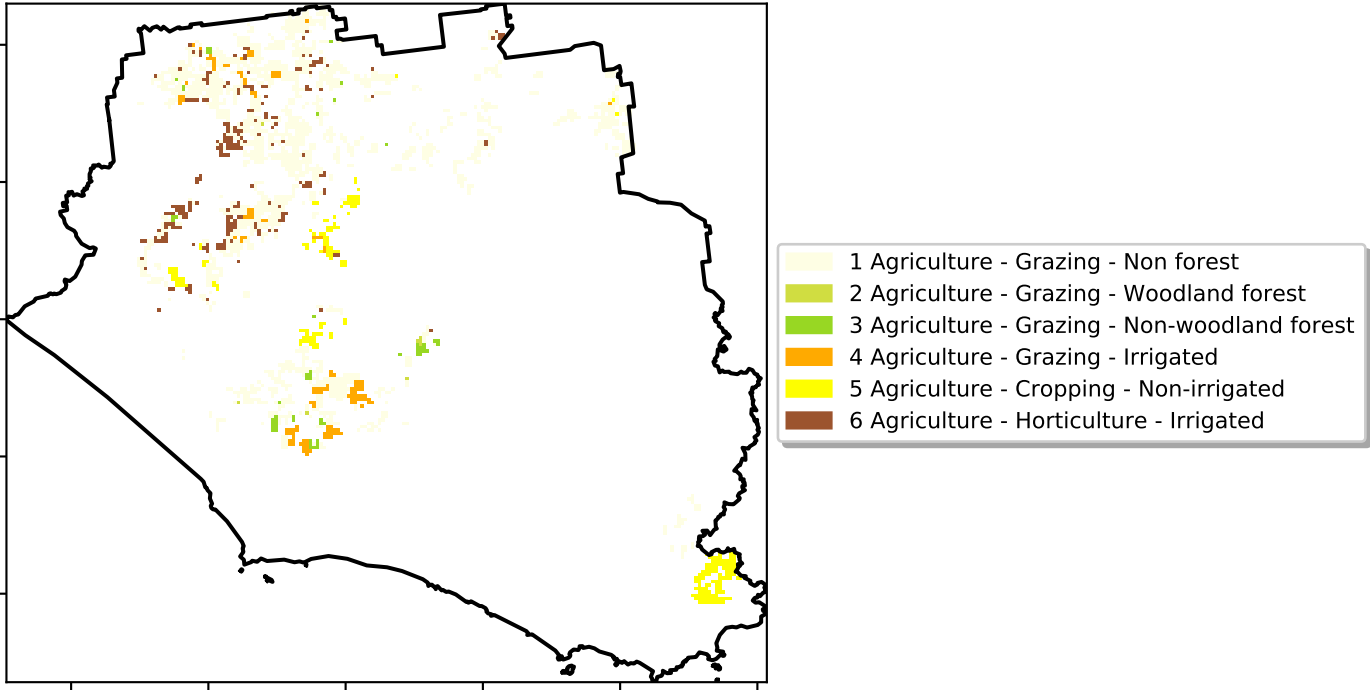 1 Agriculture - Grazing - Non forest
2 Agriculture - Grazing - Woodland forest
3 Agriculture - Grazing - Non-woodland forest
4 Agriculture - Grazing - Irrigated
5 Agriculture - Cropping - Non-irrigated
6 Agriculture - Horticulture - Irrigated